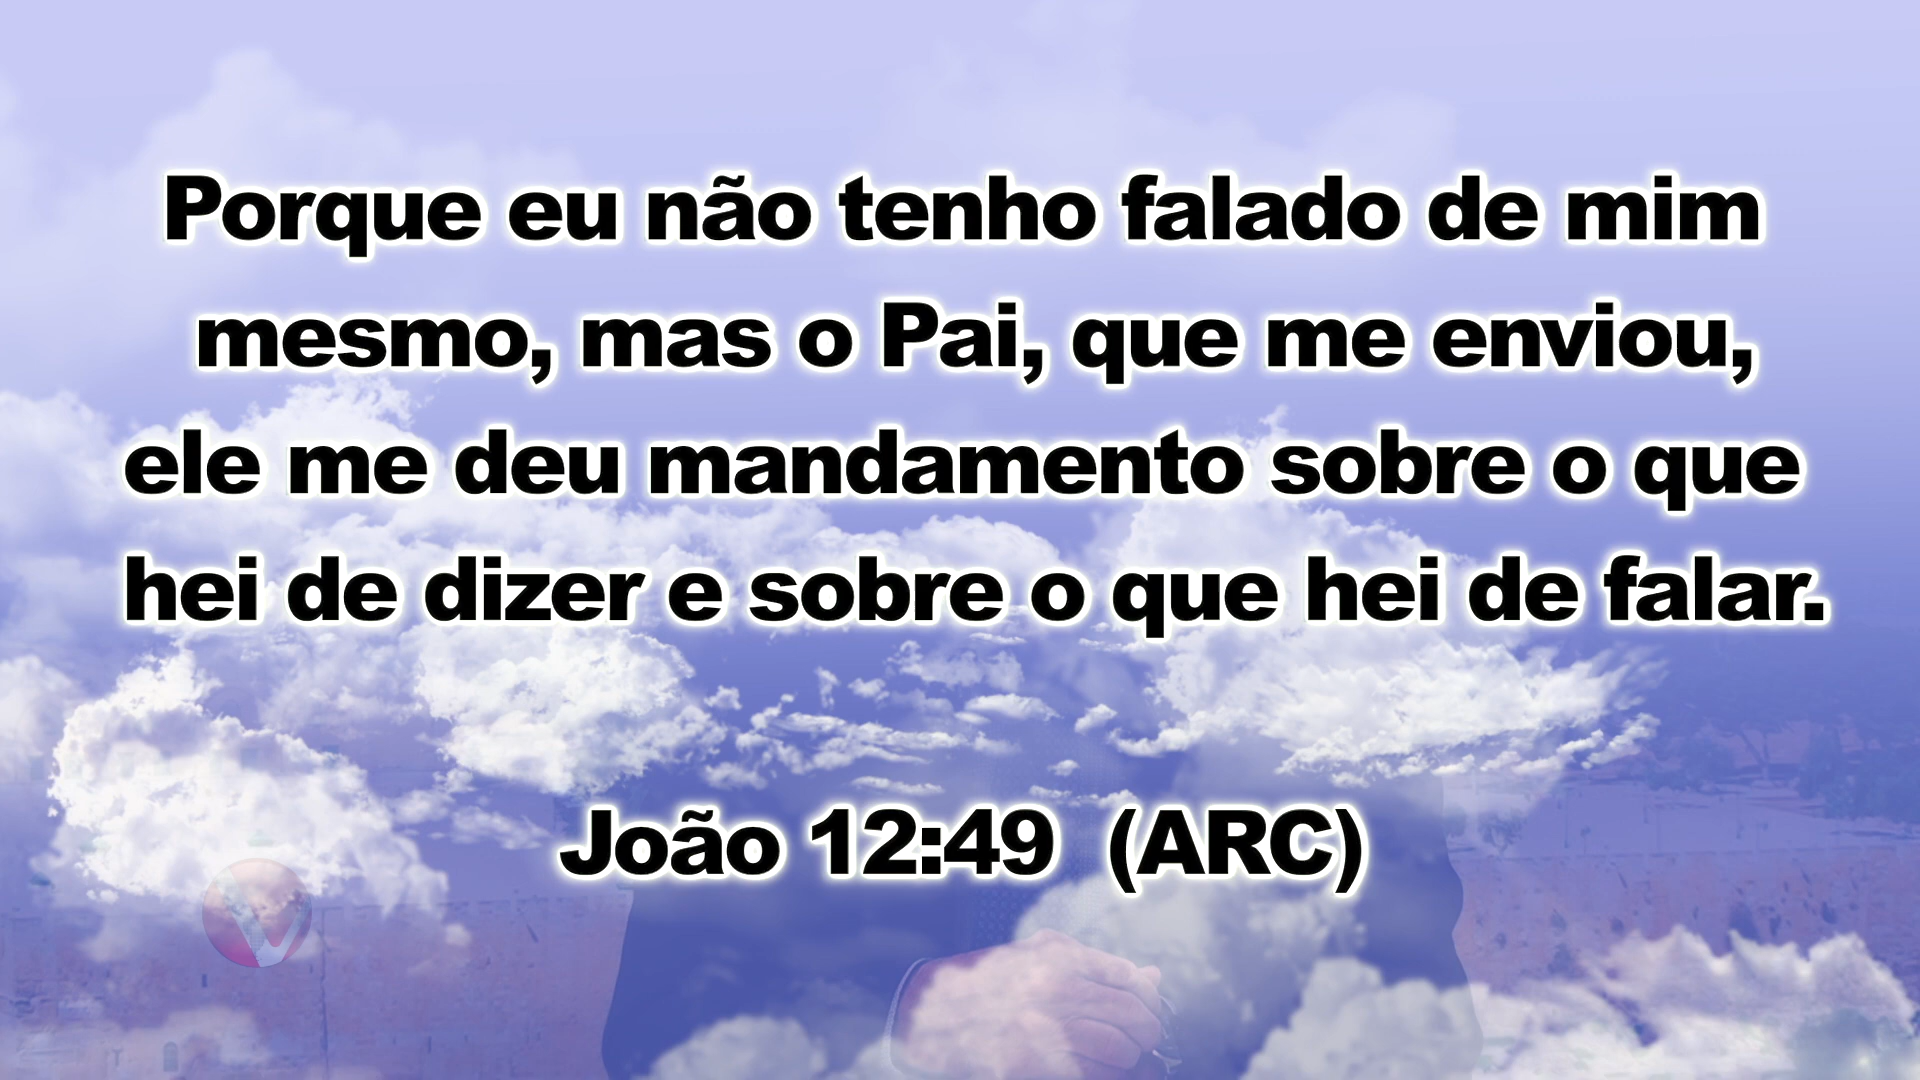 Porque eu não tenho falado de mim
mesmo, mas o Pai, que me enviou,
ele me deu mandamento sobre o que
hei de dizer e sobre o que hei de falar.
João 12:49  (ARC)